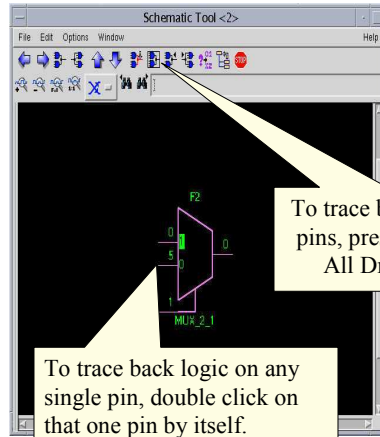 Schematic Tool <2>
File Edit Options Window Help
F2
0
1
0
5
0
1
MUX_2_1
To trace b
pins, pre
All Dr
To trace back logic on any
single pin, double click on
that one pin by itself.